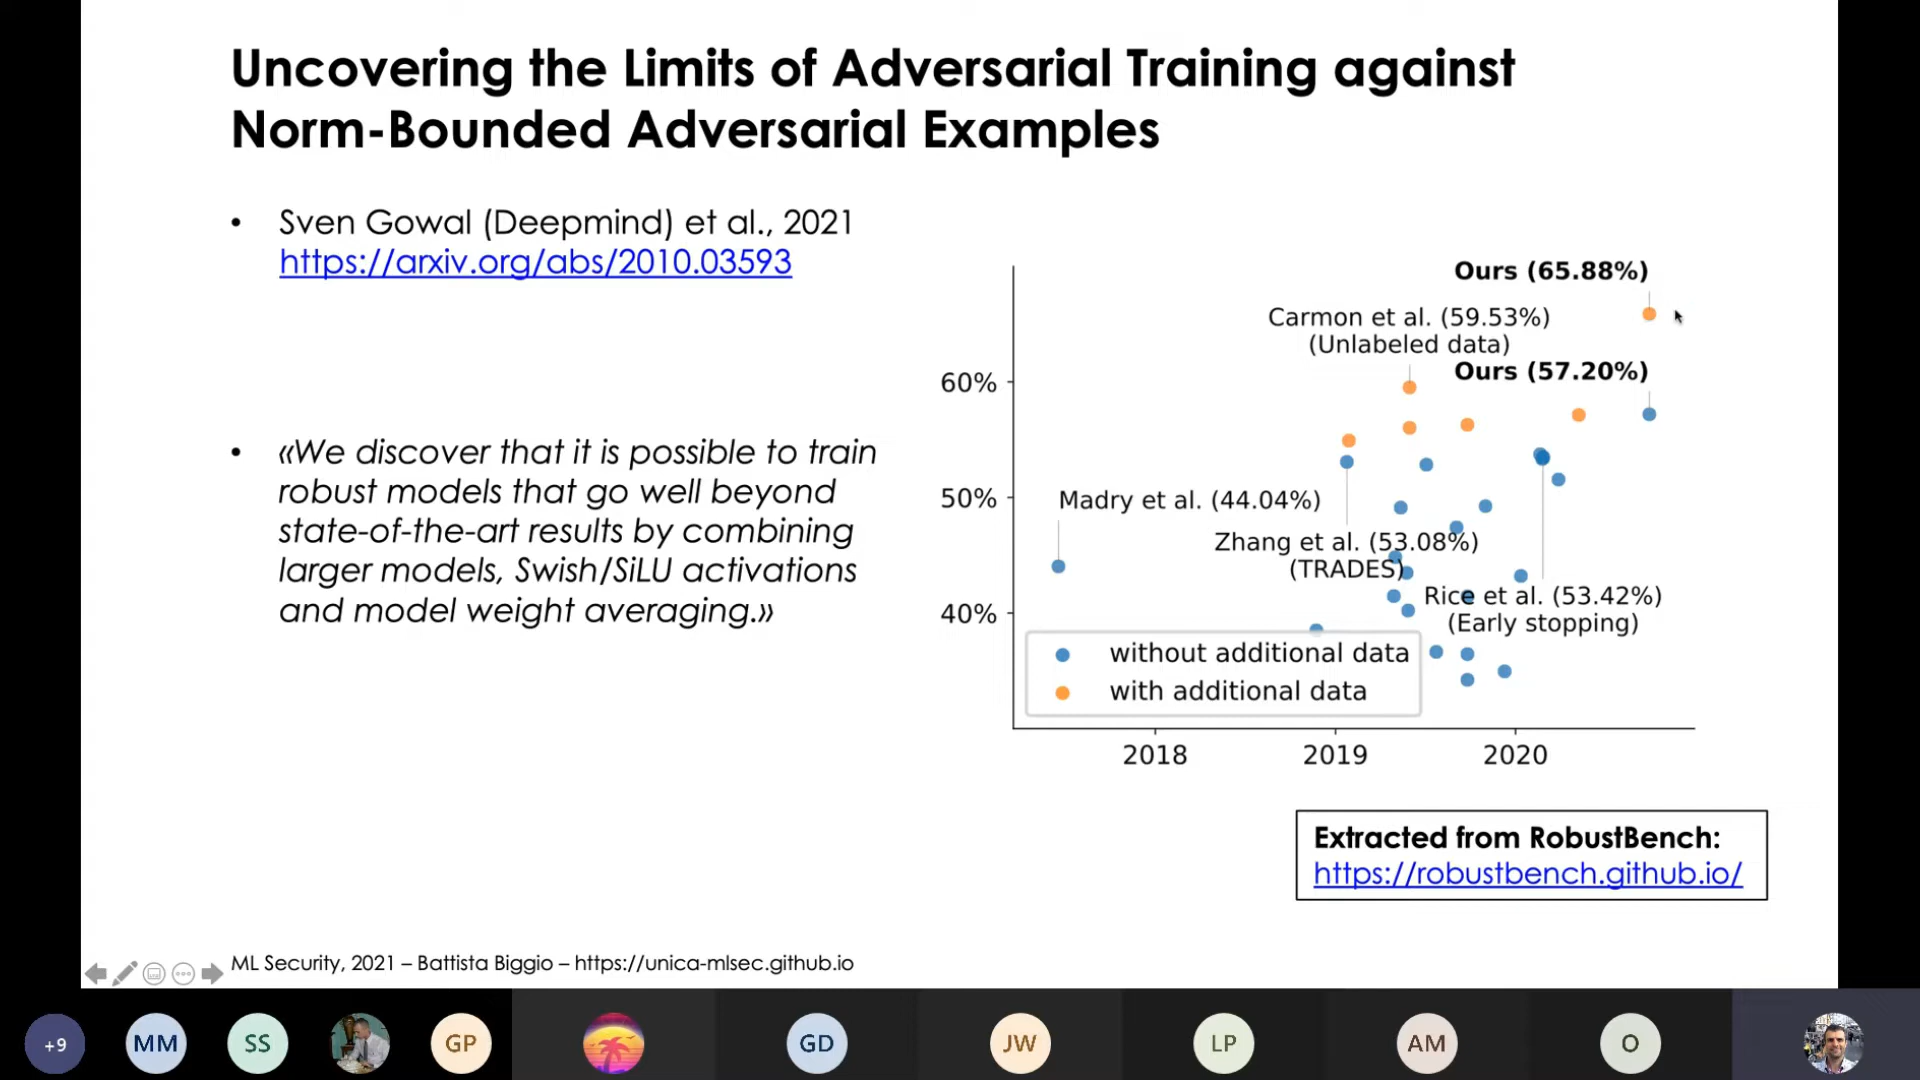 Uncovering the Limits of Adversarial Training against
Norm-Bounded Adversarial Examples
• Sven Gowal (Deepmind) et al., 2021
https://arxiv.org/abs/2010.03593
• «We discover that it is possible to train
robust models that go well beyond
state-of-the-art results by combining
larger models, Swish/SiLU activations
and model weight averaging.»
Ours (65.88%)
Carmon et al. (59.53%)
(Unlabeled data)
Ours (57.20%)
60%
Madry et al. (44.04%)
50%
Zhang et al. (53.08%)
(TRADES)
Rice et al. (53.42%)
(Early stopping)
40%
without additional data
with additional data
2018 2019 2020
Extracted from RobustBench:
https://robustbench.github.io/
ML Security, 2021 – Battista Biggio – https://unica-mlsec.github.io
+9 MM SS GP GD JW LP AM O